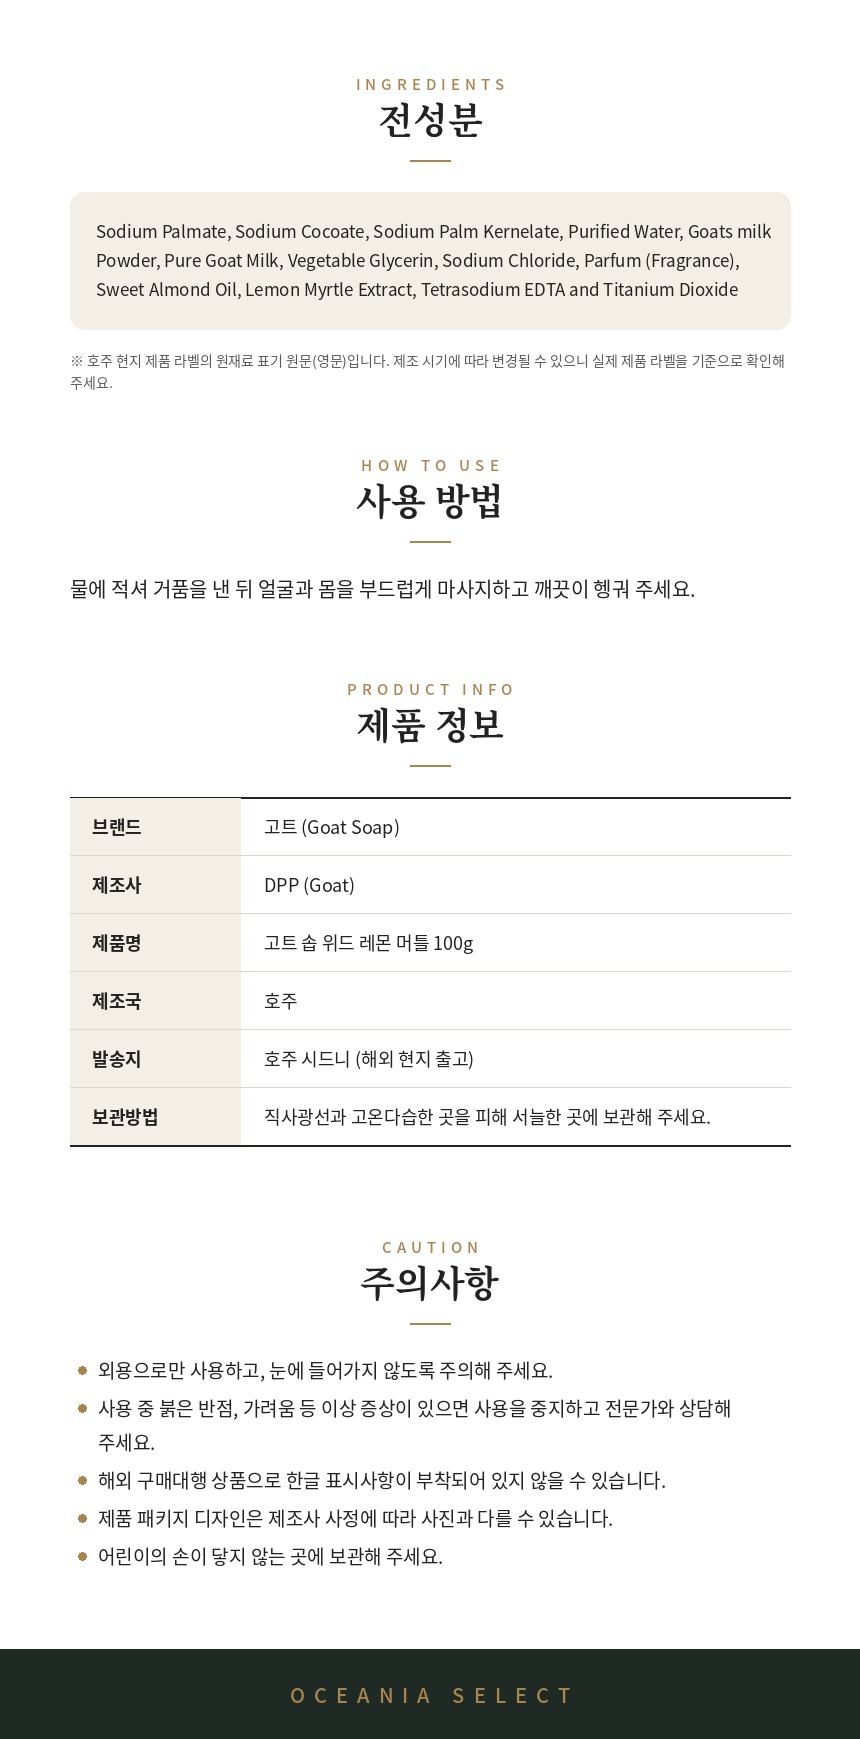 INGREDIENTS
전성분
Sodium Palmate, Sodium Cocoate, Sodium Palm Kernelate, Purified Water, Goats milk
Powder, Pure Goat Milk, Vegetable Glycerin, Sodium Chloride, Parfum (Fragrance),
Sweet Almond Oil, Lemon Myrtle Extract, Tetrasodium EDTA and Titanium Dioxide
※ 호주 현지 제품 라벨의 원재료 표기 원문(영문)입니다. 제조 시기에 따라 변경될 수 있으니 실제 제품 라벨을 기준으로 확인해
주세요.
HOW TO USE
사용 방법
물에 적셔 거품을 낸 뒤 얼굴과 몸을 부드럽게 마사지하고 깨끗이 헹궈 주세요.
PRODUCT INFO
제품 정보
브랜드 고트 (Goat Soap)
제조사 DPP (Goat)
제품명 고트 솝 위드 레몬 머틀 100g
제조국 호주
발송지 호주 시드니 (해외 현지 출고)
보관방법 직사광선과 고온다습한 곳을 피해 서늘한 곳에 보관해 주세요.
CAUTION
주의사항
외용으로만 사용하고, 눈에 들어가지 않도록 주의해 주세요.
사용 중 붉은 반점, 가려움 등 이상 증상이 있으면 사용을 중지하고 전문가와 상담해
주세요.
해외 구매대행 상품으로 한글 표시사항이 부착되어 있지 않을 수 있습니다.
제품 패키지 디자인은 제조사 사정에 따라 사진과 다를 수 있습니다.
어린이의 손이 닿지 않는 곳에 보관해 주세요.
OCEANIA SELECT